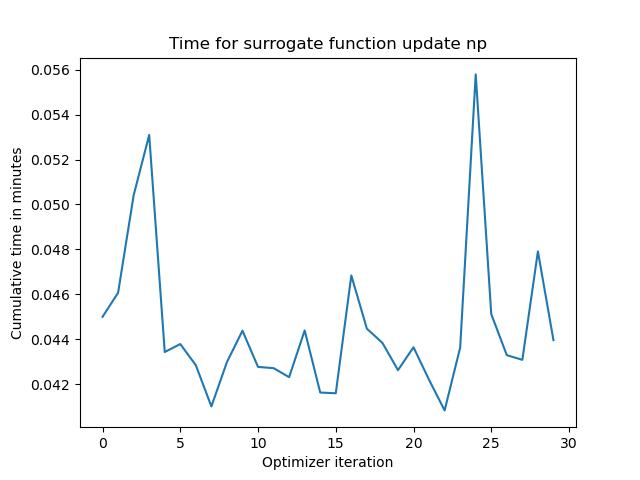 Time for surrogate function update np
Cumulative time in minutes
0.056
0.054
0.052
0.050
0.048
0.046
0.044
0.042
0 5 10 15 20 25 30
Optimizer iteration